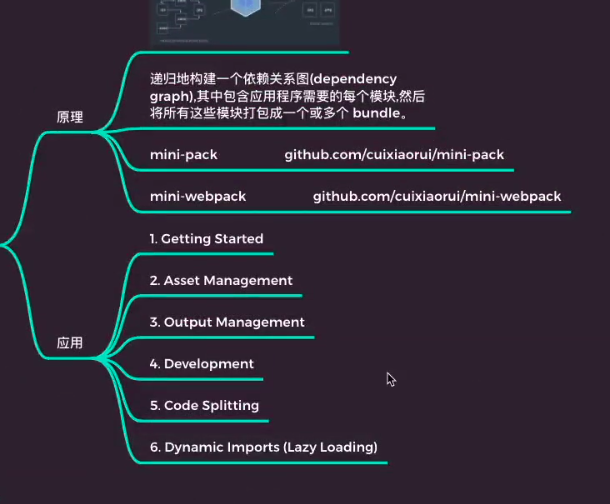 原理
递归地构建一个依赖关系图(dependency
graph),其中包含应用程序需要的每个模块,然后
将所有这些模块打包成一个或多个 bundle。
mini-pack github.com/cuixiaorui/mini-pack
mini-webpack github.com/cuixiaorui/mini-webpack
应用
1. Getting Started
2. Asset Management
3. Output Management
4. Development
5. Code Splitting
6. Dynamic Imports (Lazy Loading)